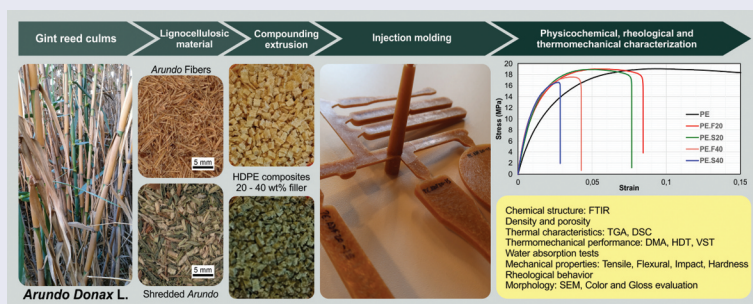 Gint reed culms
Lignocellulosic
material
Compounding
extrusion
Injection molding
Physicochemical, rheological and
thermomechanical characterization
Arundo Fibers
5 mm
Shredded Arundo
5 mm
Arundo Donax L.
HDPE composites
20 - 40 wt% filler
Stress (MPa)
20
18
16
14
12
10
8
6
4
2
0
0
0,05
0,1
0,15
Strain
PE
PE.F20
PE.S20
PE.F40
PE.S40
Chemical structure: FTIR
Density and porosity
Thermal characteristics: TGA, DSC
Thermomechanical performance: DMA, HDT, VST
Water absorption tests
Mechanical properties: Tensile, Flexural, Impact, Hardness
Rheological behavior
Morphology: SEM, Color and Gloss evaluation